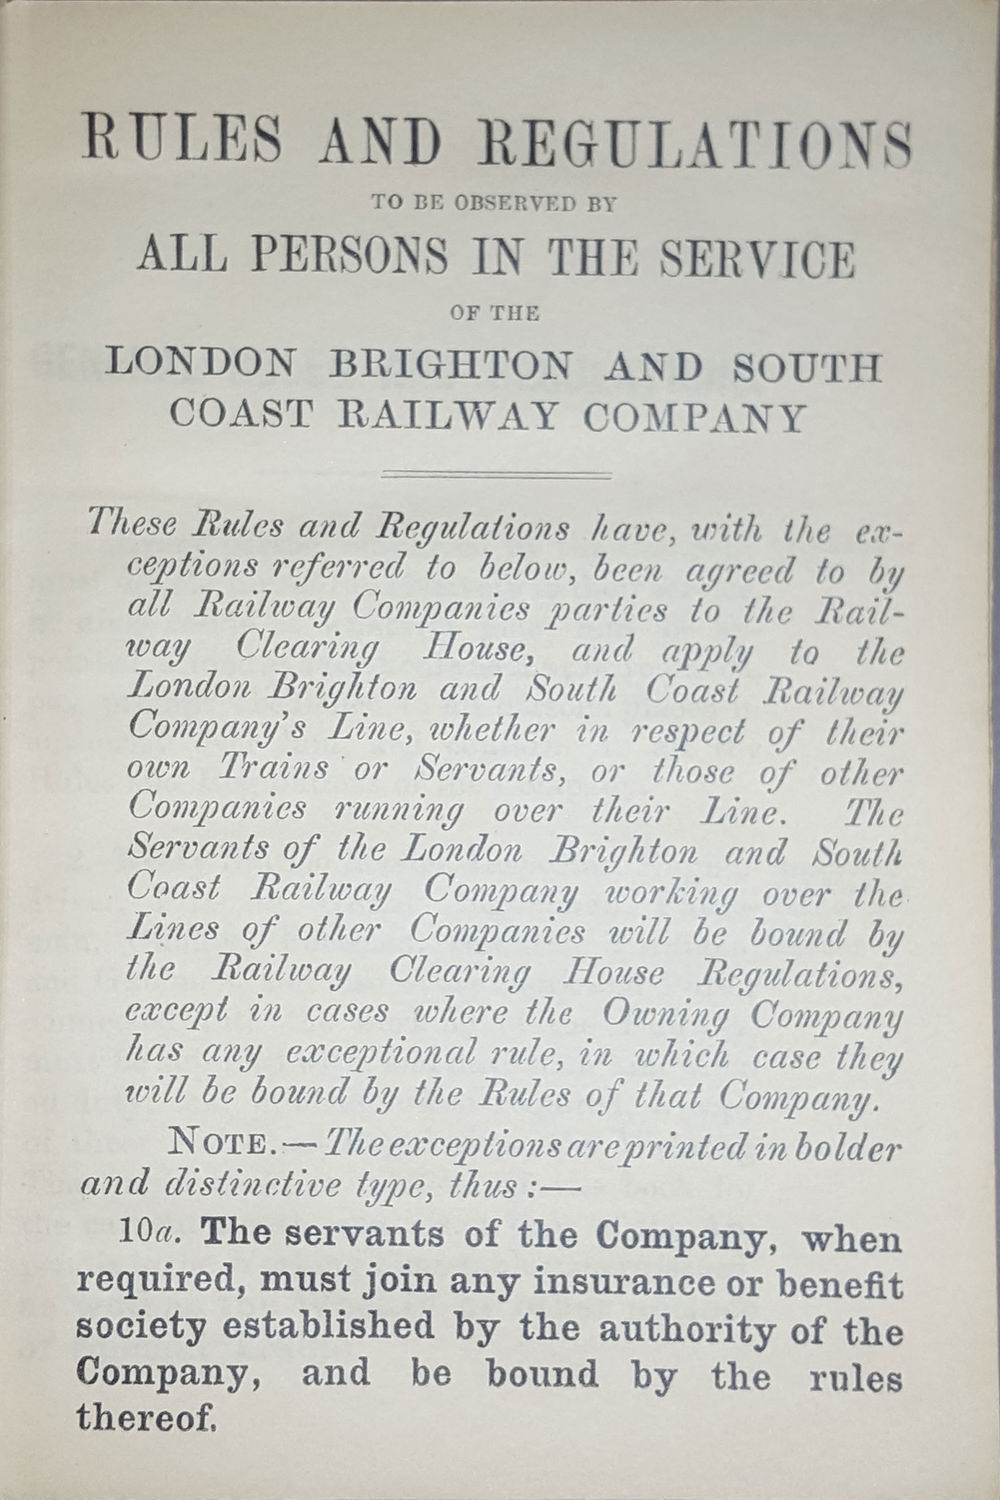 RULES AND REGULATIONS
TO BE OBSERVED BY
ALL PERSONS IN THE SERVICE
OF THE
LONDON BRIGHTON AND SOUTH
COAST RAILWAY COMPANY
These Rules and Regulations have, with the ex-
ceptions referred to below, been agreed to by
all Railway Companies parties to the Rail-
way Clearing House, and apply to the
London Brighton and South Coast Railway
Company's Line, whether in respect of their
own Trains or Servants, or those of other
Companies running over their Line. The
Servants of the London Brighton and South
Coast Railway Company working over the
Lines of other Companies will be bound by
the Railway Clearing House Regulations,
except in cases where the Owning Company
has any exceptional rule, in which case they
will be bound by the Rules of that Company.
NOTE.—The exceptions are printed in bolder
and distinctive type, thus:—
10a. The servants of the Company, when
required, must join any insurance or benefit
society established by the authority of the
Company, and be bound by the rules
thereof.